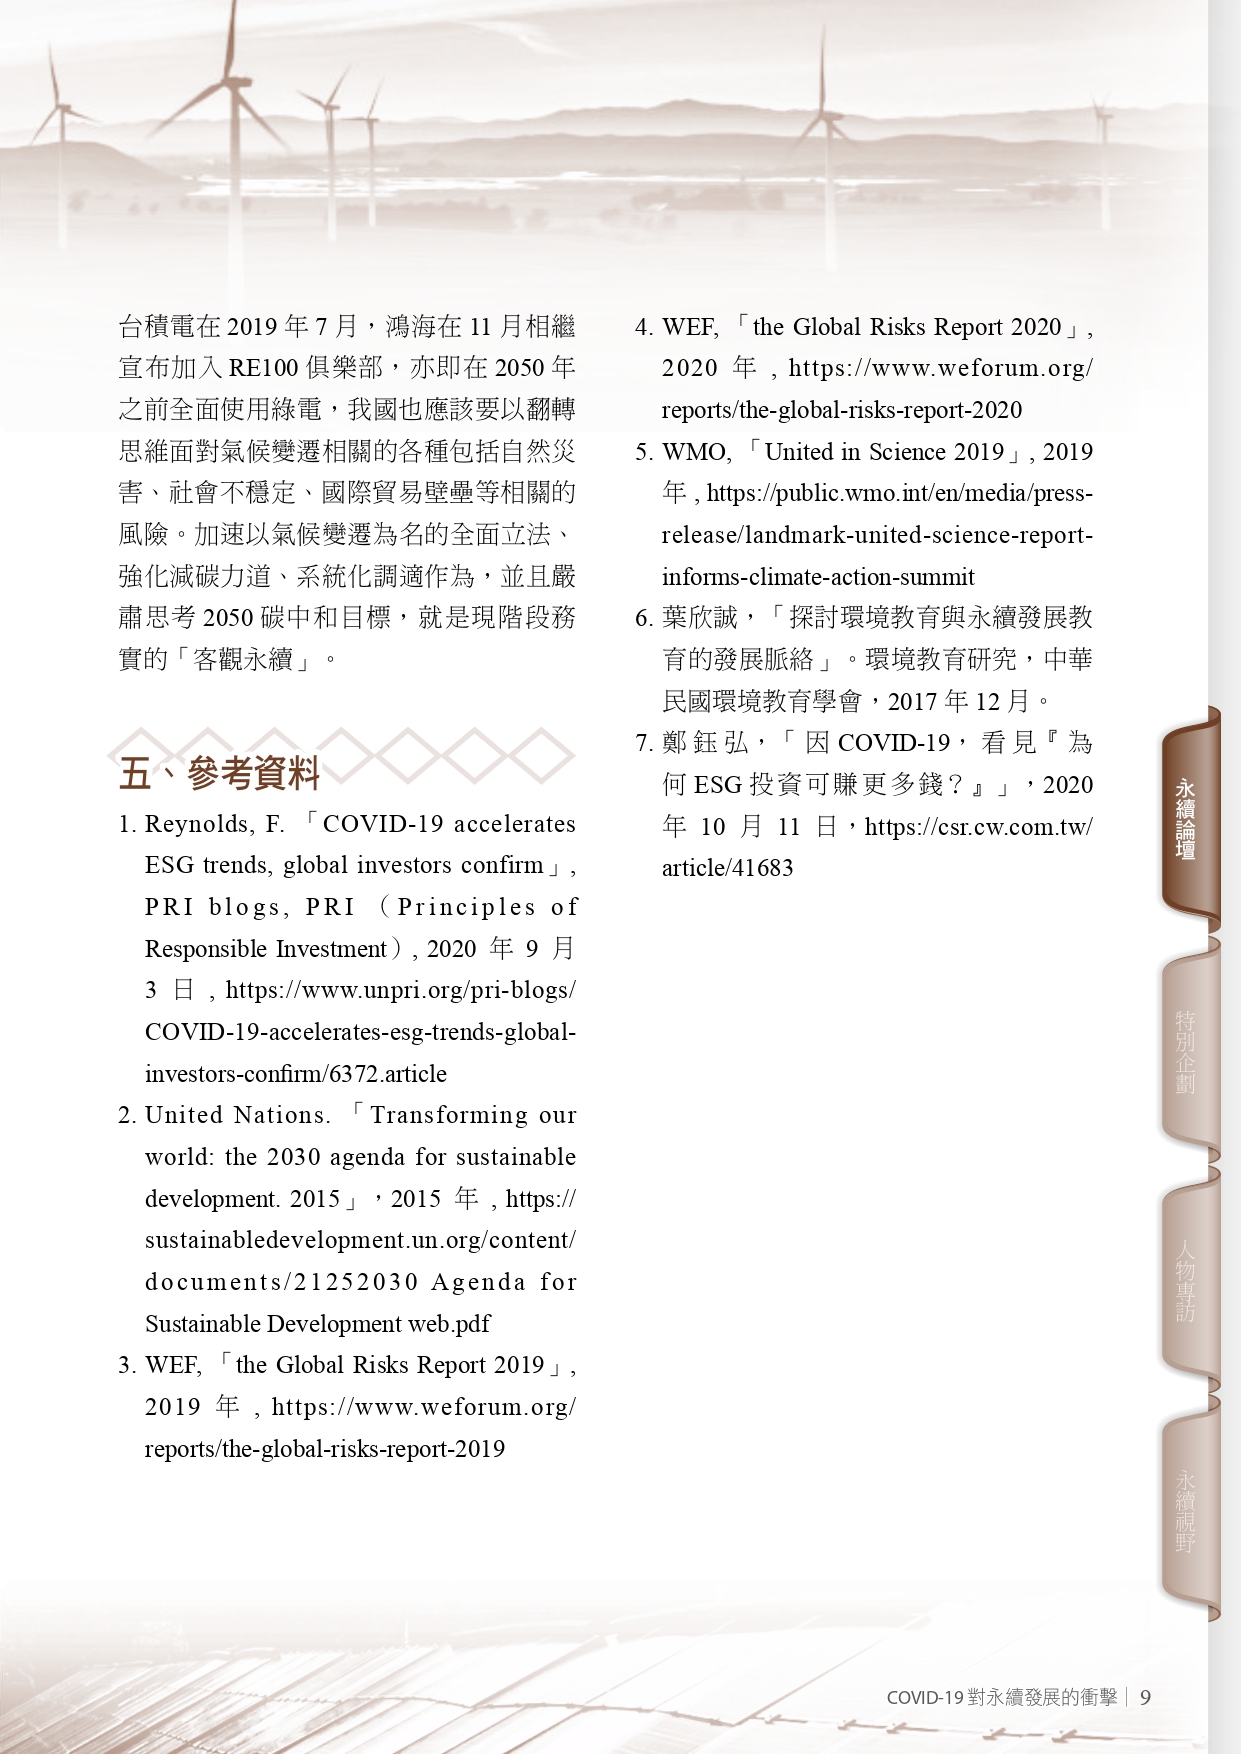 台積電在 2019 年 7 月，鴻海在 11 月相繼
宣布加入 RE100 俱樂部，亦即在 2050 年
之前全面使用綠電，我國也應該要以翻轉
思維面對氣候變遷相關的各種包括自然災
害、社會不穩定、國際貿易壁壘等相關的
風險。加速以氣候變遷為名的全面立法、
強化減碳力道、系統化調適作為，並且嚴
肅思考 2050 碳中和目標，就是現階段務
實的「客觀永續」。
五、參考資料
1. Reynolds, F. 「COVID-19 accelerates
ESG trends, global investors confirm」,
PRI blogs, PRI （Principles of
Responsible Investment）, 2020 年 9 月
3 日 , https://www.unpri.org/pri-blogs/
COVID-19-accelerates-esg-trends-global-
investors-confirm/6372.article
2. United Nations. 「Transforming our
world: the 2030 agenda for sustainable
development. 2015」，2015 年 , https://
sustainabledevelopment.un.org/content/
documents/21252030 Agenda for
Sustainable Development web.pdf
3. WEF, 「the Global Risks Report 2019」,
2019 年 , https://www.weforum.org/
reports/the-global-risks-report-2019
4. WEF, 「the Global Risks Report 2020」,
2020 年 , https://www.weforum.org/
reports/the-global-risks-report-2020
5. WMO, 「United in Science 2019」, 2019
年 , https://public.wmo.int/en/media/press-
release/landmark-united-science-report-
informs-climate-action-summit
6. 葉欣誠，「探討環境教育與永續發展教
育的發展脈絡」。環境教育研究，中華
民國環境教育學會，2017 年 12 月。
7. 鄭鈺弘，「因 COVID-19，看見『為
何 ESG 投資可賺更多錢？』」，2020
年 10 月 11 日，https://csr.cw.com.tw/
article/41683
永續論壇
特別企劃
人物專訪
永續視野
COVID-19 對永續發展的衝擊｜ 9